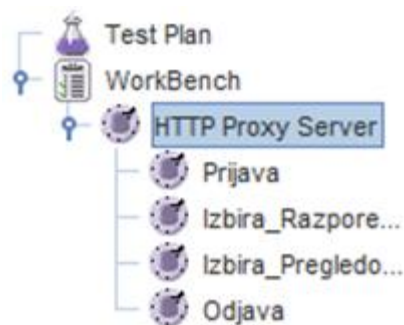 Test Plan
WorkBench
HTTP Proxy Server
Prijava
Izbira_Razpore...
Izbira_Pregledo...
Odjava